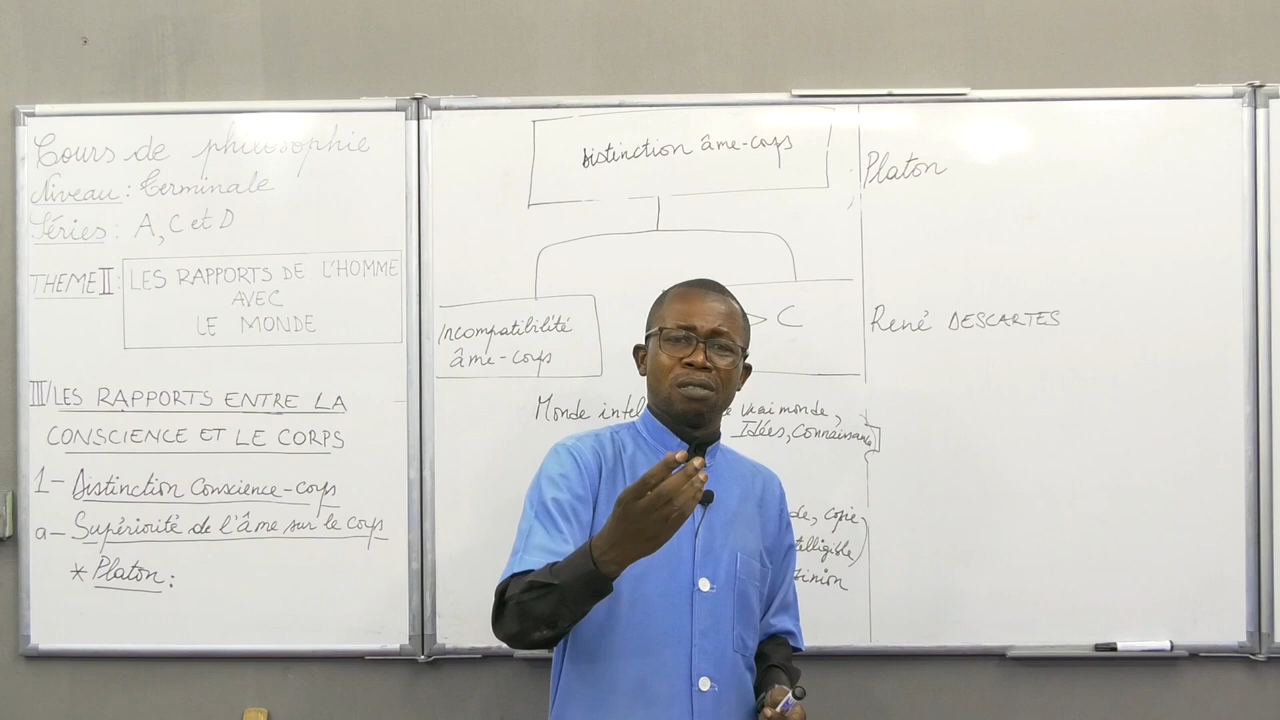 Cours de philosophie
Niveau : Terminale
Séries : A, C et D
THEME II : LES RAPPORTS DE L'HOMME
AVEC
LE MONDE
III/ LES RAPPORTS ENTRE LA
CONSCIENCE ET LE CORPS
1 - Distinction Conscience-corps
a - Supériorité de l'âme sur le corps
* Platon :
Distinction âme-corps
Incompatibilité
âme-corps
> C
Monde vrai monde,
Idées, connaissance
copie
Platon
René DESCARTES